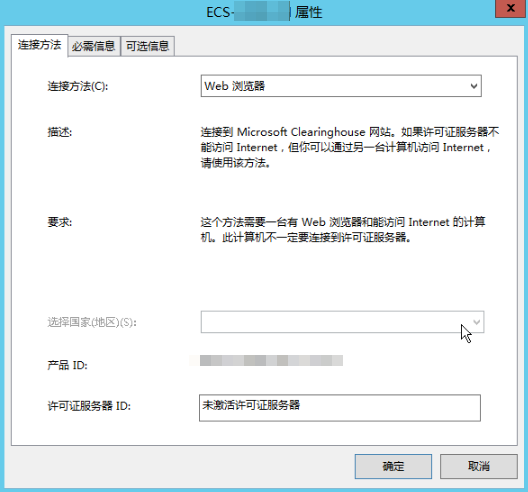 ECS- 属性
x
连接方法 必需信息 可选信息
连接方法(C): Web 浏览器
描述: 连接到 Microsoft Clearinghouse 网站。如果许可证服务器不
能访问 Internet，但你可以通过另一台计算机访问 Internet，
请使用该方法。
要求: 这个方法需要一台有 Web 浏览器和能访问 Internet 的计算
机。此计算机不一定要连接到许可证服务器。
选择国家(地区)(S):
产品 ID:
许可证服务器 ID: 未激活许可证服务器
确定 取消